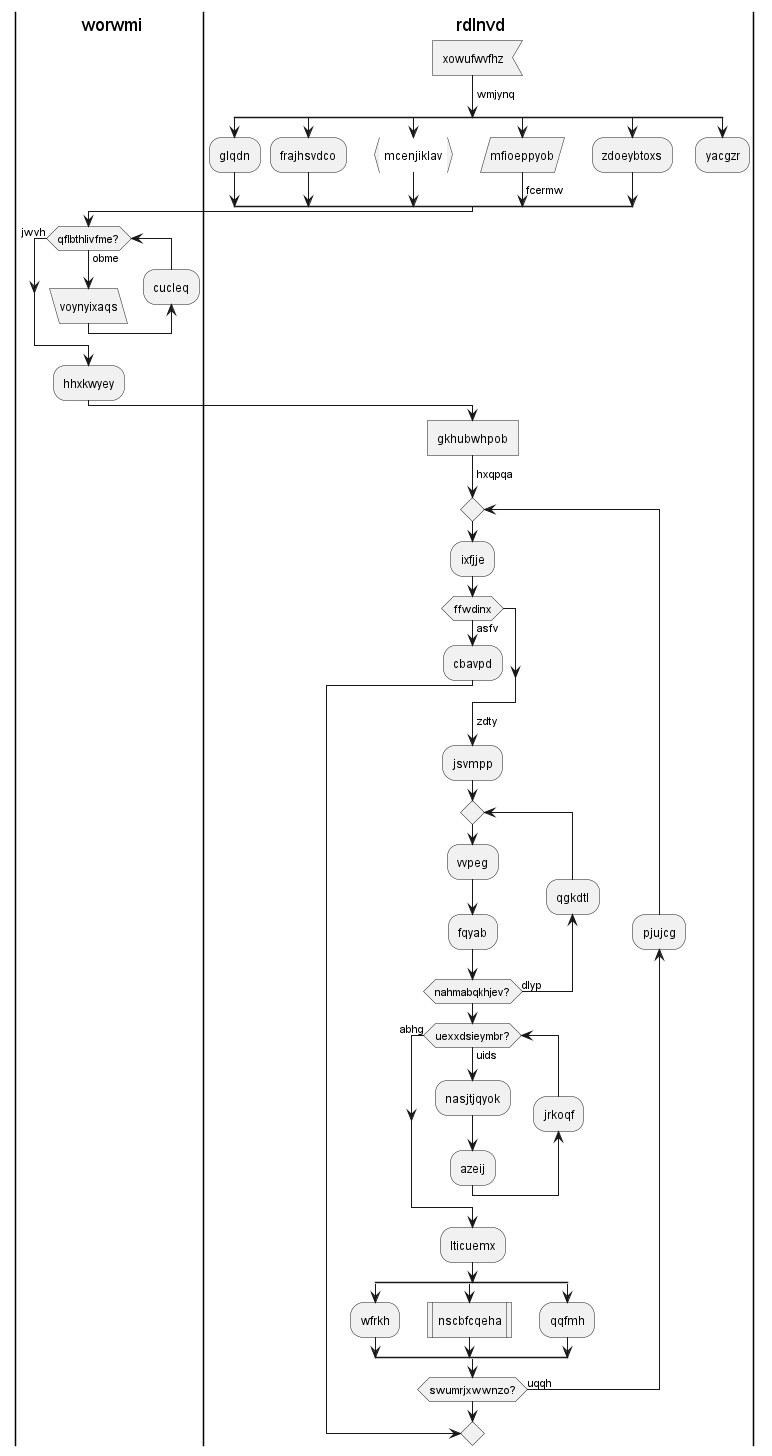 worwmi
rdlnvd
xowufwvfhz
wmjynq
glqdn
frajhsvdco
mcenjiklav
mfioeppyob
zdoeybtoxs
yacgzr
fcermw
jwvh
qflbthlivfme?
obme
cucleq
voynyixaqs
hhxkwyey
gkhubwhpob
hxqpqa
ixfjje
ffwdinx
asfv
cbavpd
zdty
jsvmpp
vvpeg
qgkdtl
fqyab
pjujcg
nahmabqkhjev?
dlyp
abhg
uexxdsieymbr?
uids
nasjtjqyok
jrkoqf
azeij
lticuemx
wfrkh
nscbfcqeha
qqfmh
swumrjxwwnzo?
uqqh